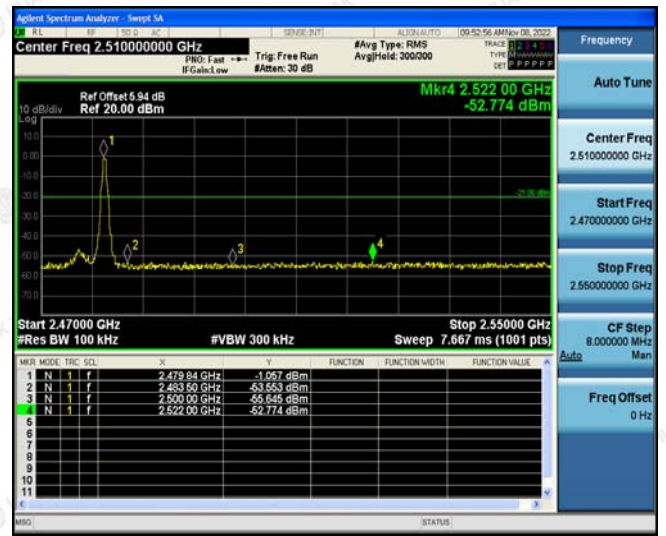 Agilent Spectrum Analyzer - Swept SA
RL RF 50 Ω AC SENSE:INT ALIGNAUTO 09:52:56 AM Nov 08, 2022
Center Freq 2.510000000 GHz
PNO: Fast Trig: Free Run
IFGain:Low #Atten: 30 dB
#Avg Type: RMS
Avg|Held: 300/300
TRACE 1 2 3 4 5 6
TYPE
DET P P P P P P
Mkr4 2.522 00 GHz
-52.774 dBm
Ref Offset 5.94 dB
10 dB/div Ref 20.00 dBm
Log
10.0
0.00
-10.0
-20.0
-30.0
-40.0
-50.0
-60.0
-70.0
1
2
3
4
Start 2.47000 GHz Stop 2.55000 GHz
#Res BW 100 kHz #VBW 300 kHz Sweep 7.667 ms (1001 pts)
MKR MODE TRC SCL X Y FUNCTION FUNCTION WIDTH FUNCTION VALUE
1 N 1 f 2.479 84 GHz -1.057 dBm
2 N 1 f 2.483 50 GHz -53.553 dBm
3 N 1 f 2.500 00 GHz -55.645 dBm
4 N 1 f 2.522 00 GHz -52.774 dBm
5
6
7
8
9
10
11
MSG STATUS
Frequency
Auto Tune
Center Freq
2.510000000 GHz
Start Freq
2.470000000 GHz
Stop Freq
2.550000000 GHz
CF Step
8.000000 MHz
Auto Man
Freq Offset
0 Hz